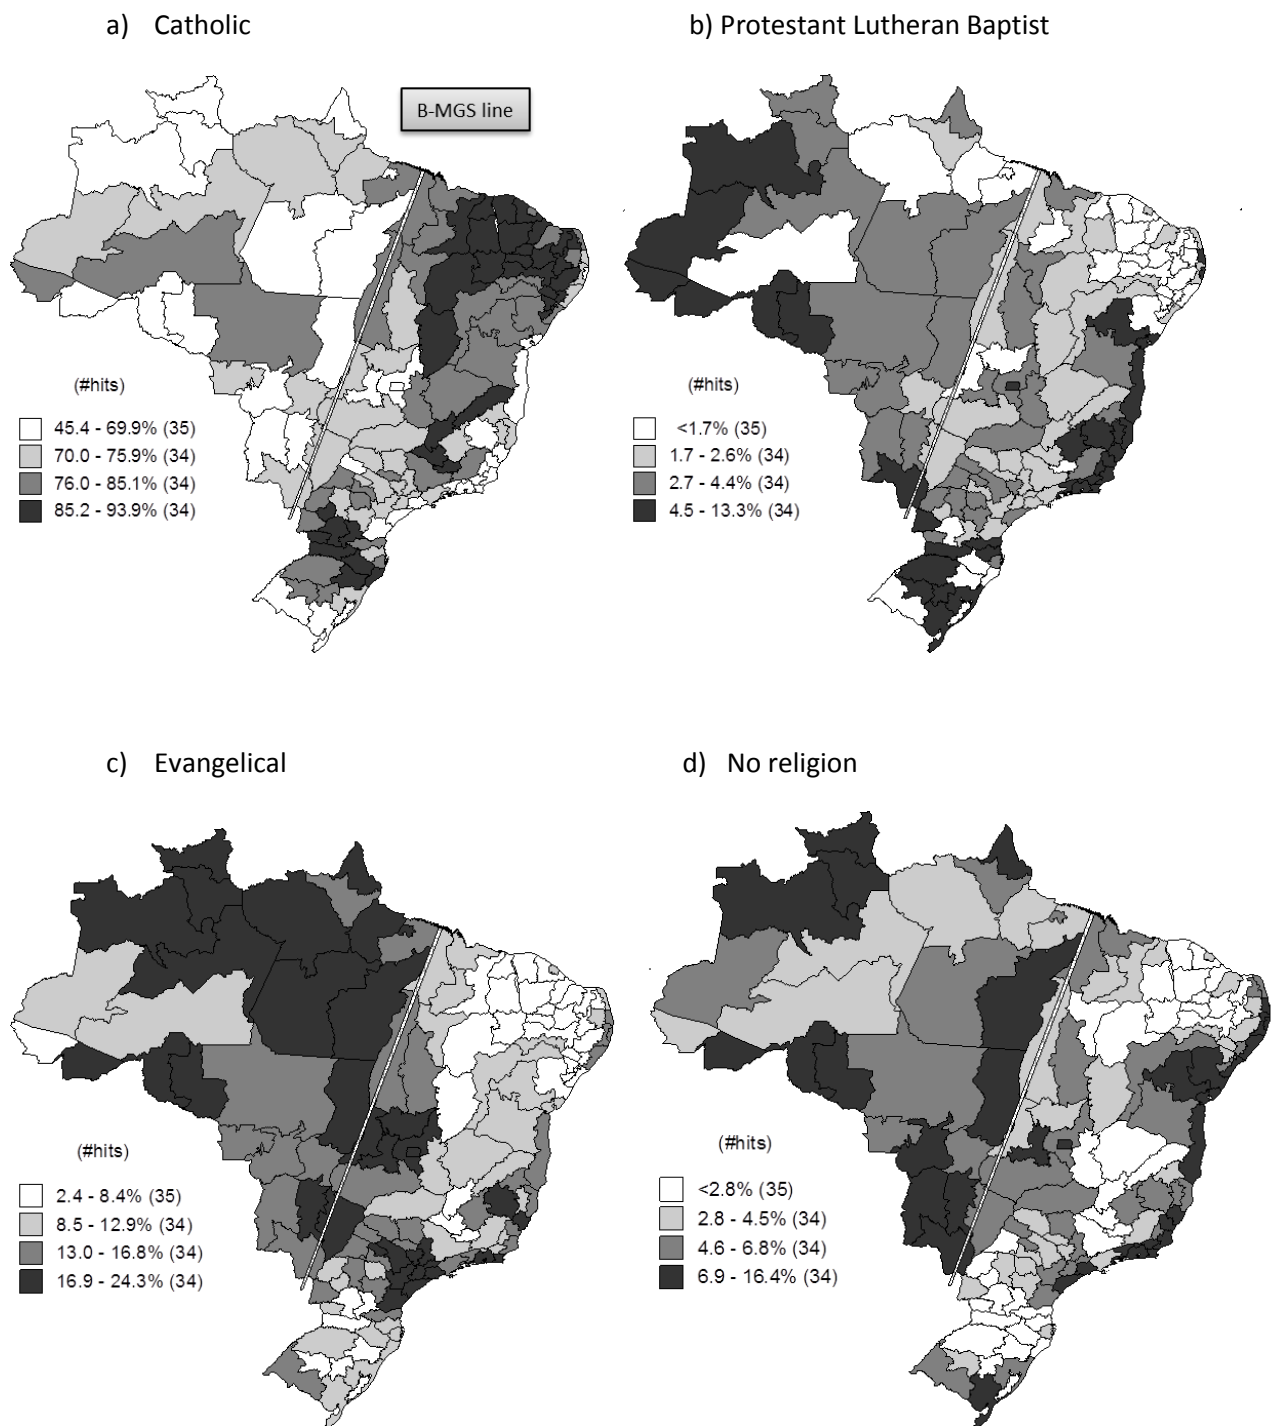 a) Catholic
b) Protestant Lutheran Baptist
B-MGS line
(#hits)
45.4 - 69.9% (35)
70.0 - 75.9% (34)
76.0 - 85.1% (34)
85.2 - 93.9% (34)
(#hits)
<1.7% (35)
1.7 - 2.6% (34)
2.7 - 4.4% (34)
4.5 - 13.3% (34)
c) Evangelical
d) No religion
(#hits)
2.4 - 8.4% (35)
8.5 - 12.9% (34)
13.0 - 16.8% (34)
16.9 - 24.3% (34)
(#hits)
<2.8% (35)
2.8 - 4.5% (34)
4.6 - 6.8% (34)
6.9 - 16.4% (34)